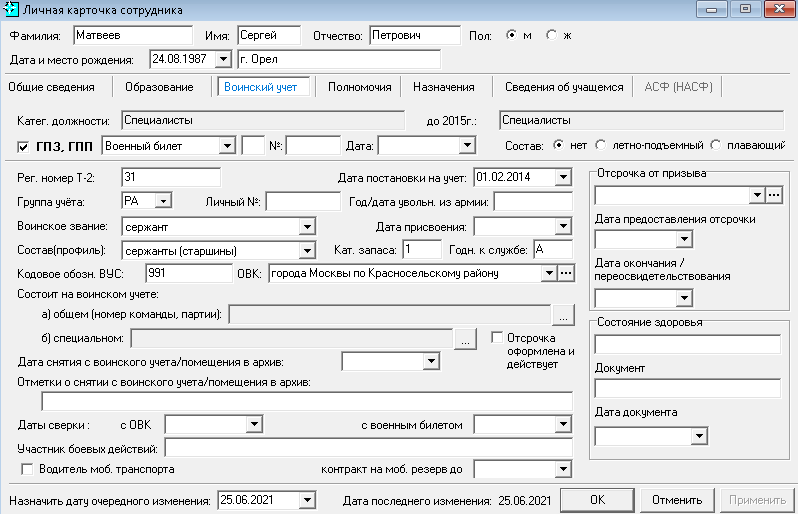 Личная карточка сотрудника
Фамилия: Матвеев Имя: Сергей Отчество: Петрович Пол: м ж
Дата и место рождения: 24.08.1987 г. Орел
Общие сведения Образование Воинский учет Полномочия Назначения Сведения об учащемся АСФ (НАСФ)
Катег. должности: Специалисты до 2015г.: Специалисты
ГПЗ, ГПП Военный билет №: Дата: Состав: нет летно-подъемный плавающий
Рег. номер Т-2: 31 Дата постановки на учет: 01.02.2014 Отсрочка от призыва
Группа учёта: РА Личный №: Год/дата увольн. из армии:
Воинское звание: сержант Дата присвоения: Дата предоставления отсрочки
Состав(профиль): сержанты (старшины) Кат. запаса: 1 Годн. к службе: А
Кодовое обозн. ВУС: 991 ОВК: города Москвы по Красносельскому району ... Дата окончания /
переосвидетельствования
Состоит на воинском учете:
а) общем (номер команды, партии): ...
б) специальном: ... Отсрочка
оформлена и
действует
Состояние здоровья
Дата снятия с воинского учета/помещения в архив:
Документ
Отметки о снятии с воинского учета/помещения в архив:
Дата документа
Даты сверки : с ОВК с военным билетом
Участник боевых действий:
Водитель моб. транспорта контракт на моб. резерв до
Назначить дату очередного изменения: 25.06.2021 Дата последнего изменения: 25.06.2021 ОК Отменить Применить